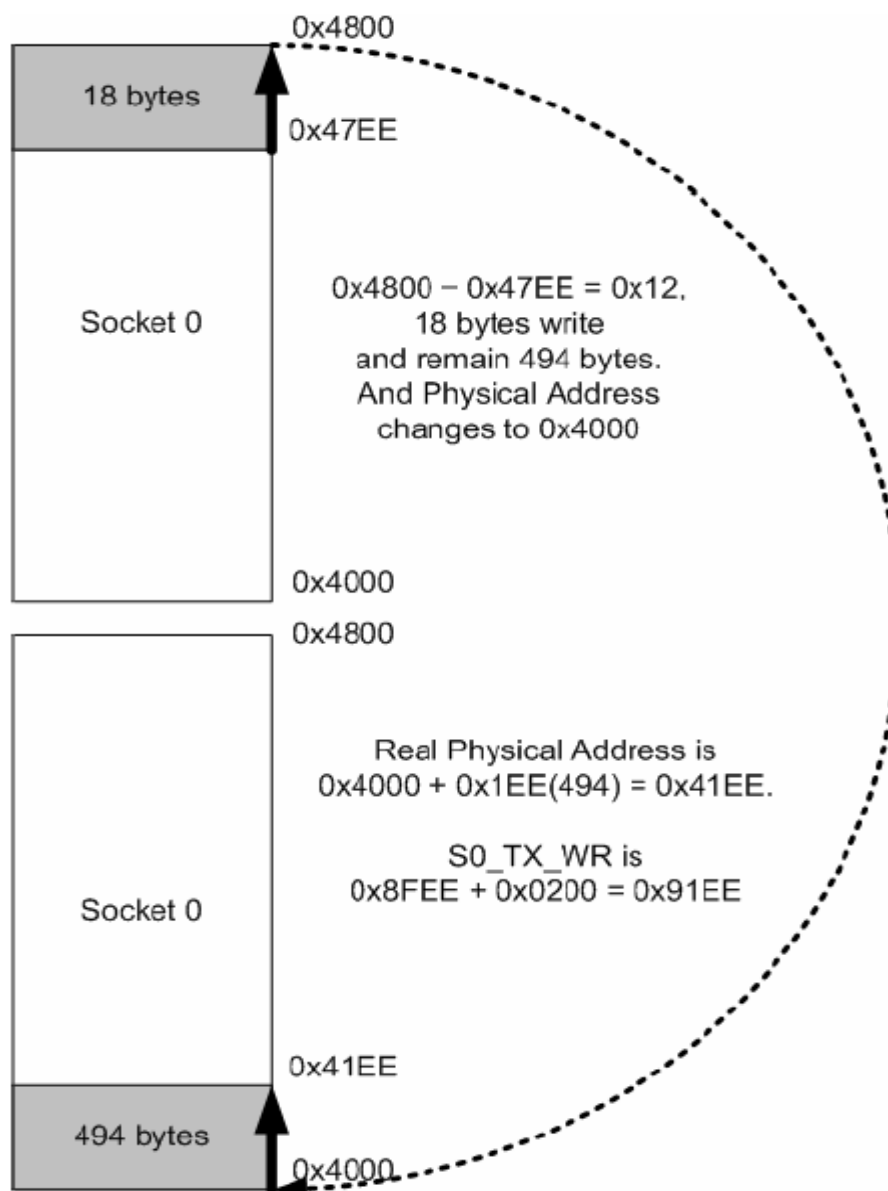 0x4800
18 bytes
0x47EE
Socket 0
0x4800 − 0x47EE = 0x12,
18 bytes write
and remain 494 bytes.
And Physical Address
changes to 0x4000
0x4000
0x4800
Real Physical Address is
0x4000 + 0x1EE(494) = 0x41EE.
S0_TX_WR is
0x8FEE + 0x0200 = 0x91EE
Socket 0
0x41EE
494 bytes
0x4000